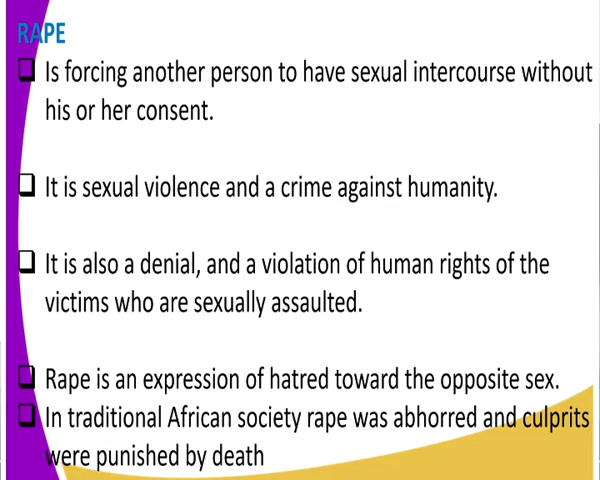 RAPE
Is forcing another person to have sexual intercourse without
his or her consent.
It is sexual violence and a crime against humanity.
It is also a denial, and a violation of human rights of the
victims who are sexually assaulted.
Rape is an expression of hatred toward the opposite sex.
In traditional African society rape was abhorred and culprits
were punished by death